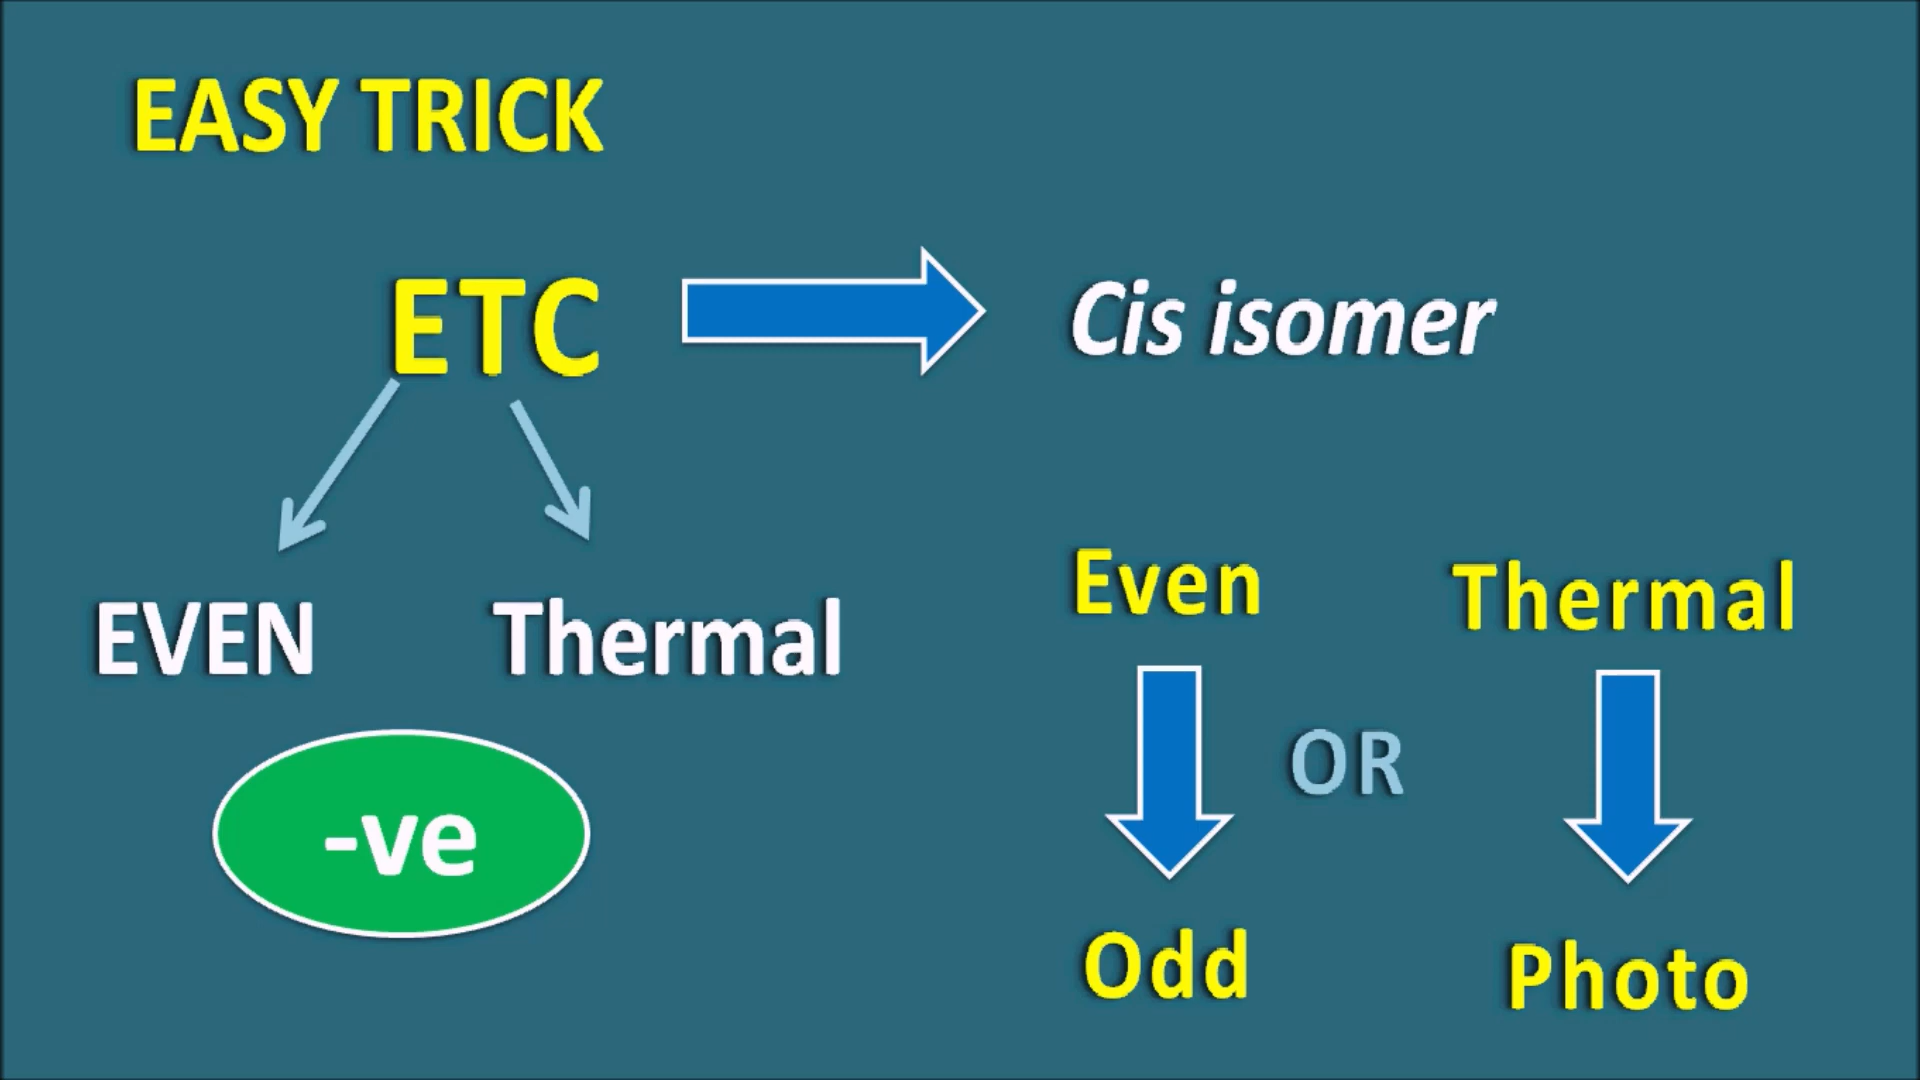 EASY TRICK
ETC
Cis isomer
EVEN
Thermal
-ve
Even
Thermal
OR
Odd
Photo